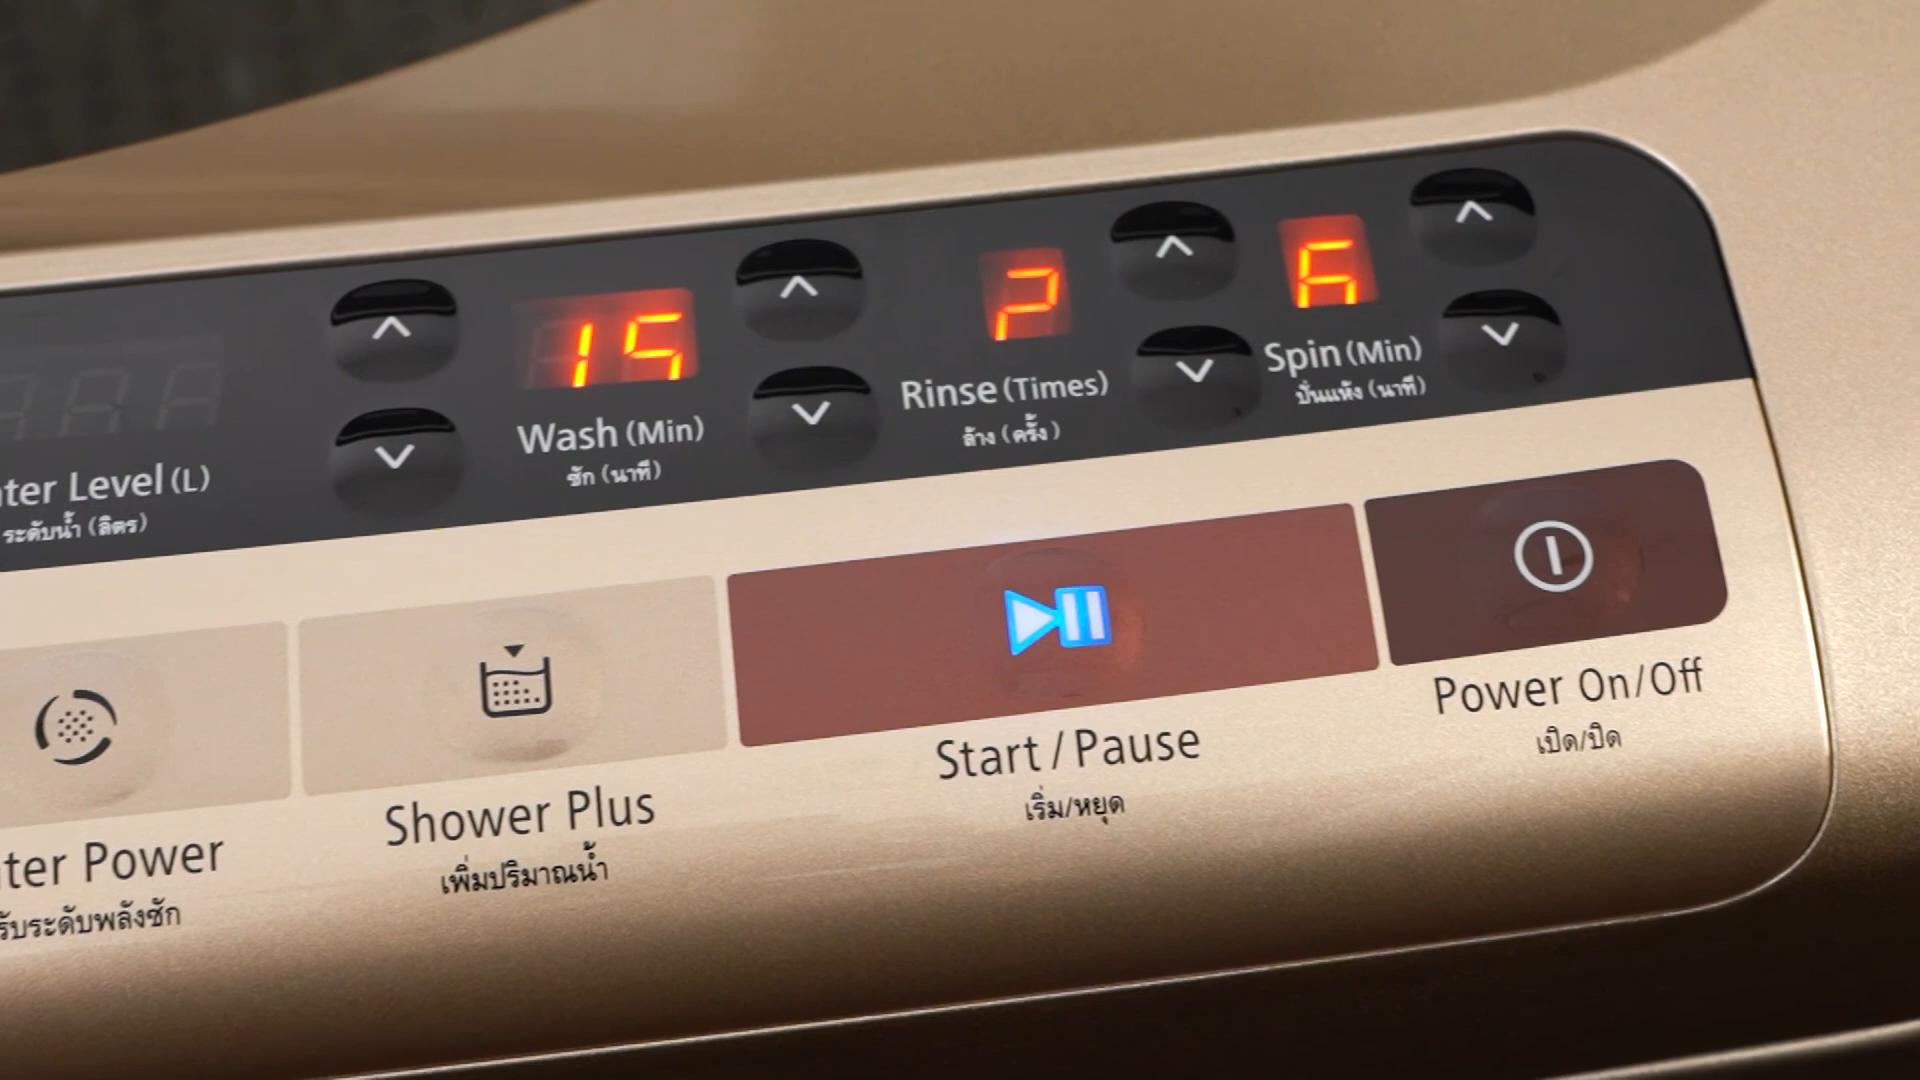 15
2
6
ter Level (L)
ระดับน้ำ (ลิตร)
Wash (Min)
ซัก (นาที)
Rinse (Times)
ล้าง (ครั้ง)
Spin (Min)
ปั่นแห้ง (นาที)
ter Power
รับระดับพลังซัก
Shower Plus
เพิ่มปริมาณน้ำ
Start / Pause
เริ่ม/หยุด
Power On/Off
เปิด/ปิด